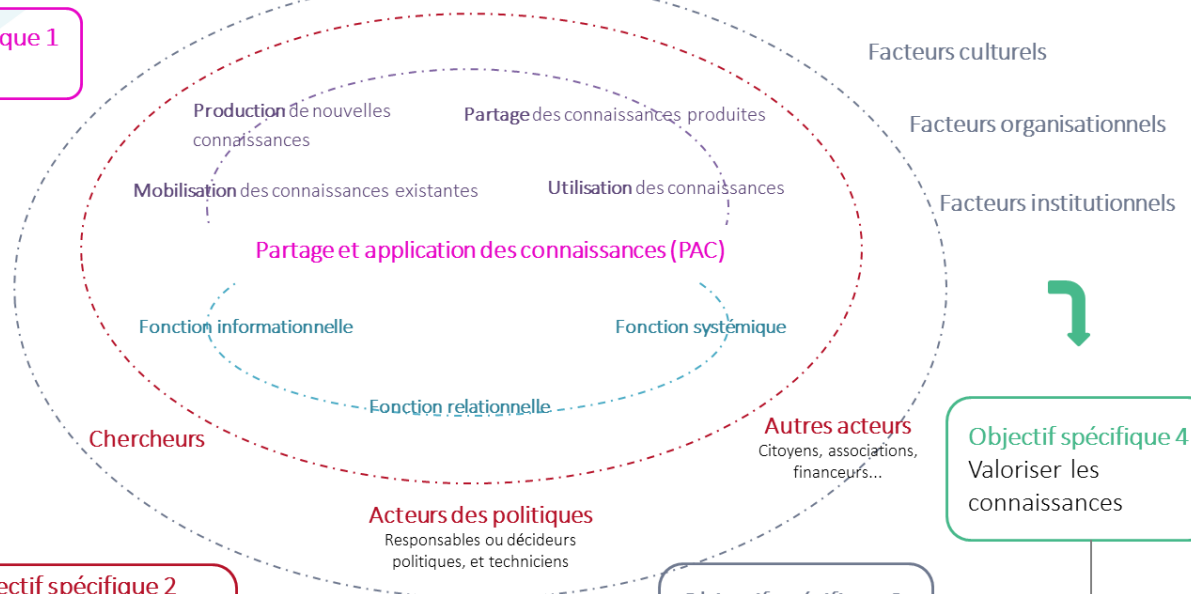 que 1
Facteurs culturels
Production de nouvelles
connaissances
Partage des connaissances produites
Facteurs organisationnels
Mobilisation des connaissances existantes
Utilisation des connaissances
Facteurs institutionnels
Partage et application des connaissances (PAC)
Fonction informationnelle
Fonction systémique
Fonction relationnelle
Chercheurs
Autres acteurs
Citoyens, associations,
financeurs...
Objectif spécifique 4
Valoriser les
connaissances
Acteurs des politiques
Responsables ou décideurs
politiques, et techniciens
ectif spécifique 2